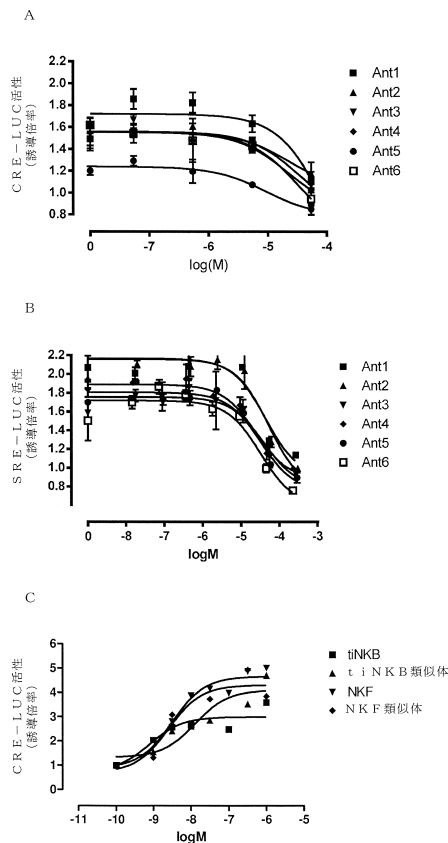 A
CRE-LUC活性
(誘導倍率)
2.2
2.0
1.8
1.6
1.4
1.2
1.0
0.8
0
-7
-6
-5
-4
log(M)
Ant1
Ant2
Ant3
Ant4
Ant5
Ant6
B
SRE-LUC活性
(誘導倍率)
2.2
2.0
1.8
1.6
1.4
1.2
1.0
0.8
0
-8
-7
-6
-5
-4
-3
logM
Ant1
Ant2
Ant3
Ant4
Ant5
Ant6
C
CRE-LUC活性
(誘導倍率)
6
5
4
3
2
1
0
-11
-10
-9
-8
-7
-6
-5
logM
tiNKB
tiNKB類似体
NKF
NKF類似体